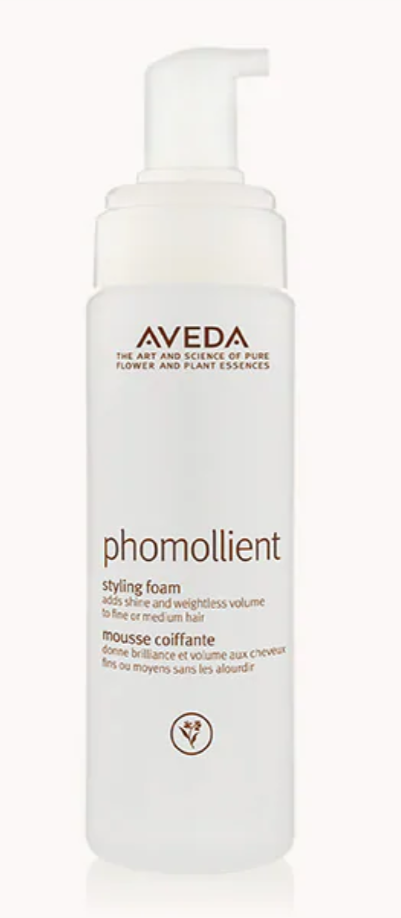 AVEDA
THE ART AND SCIENCE OF PURE
FLOWER AND PLANT ESSENCES
phomollient
styling foam
adds shine and weightless volume
to fine or medium hair
mousse coiffante
donne brilliance et volume aux cheveux
fins ou moyens sans les alourdir